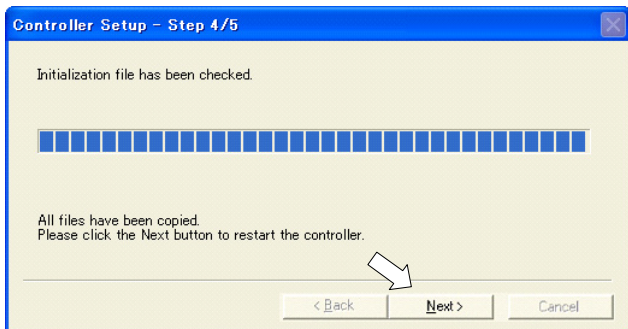 Controller Setup - Step 4/5
Initialization file has been checked.
All files have been copied.
Please click the Next button to restart the controller.
< Back
Next >
Cancel